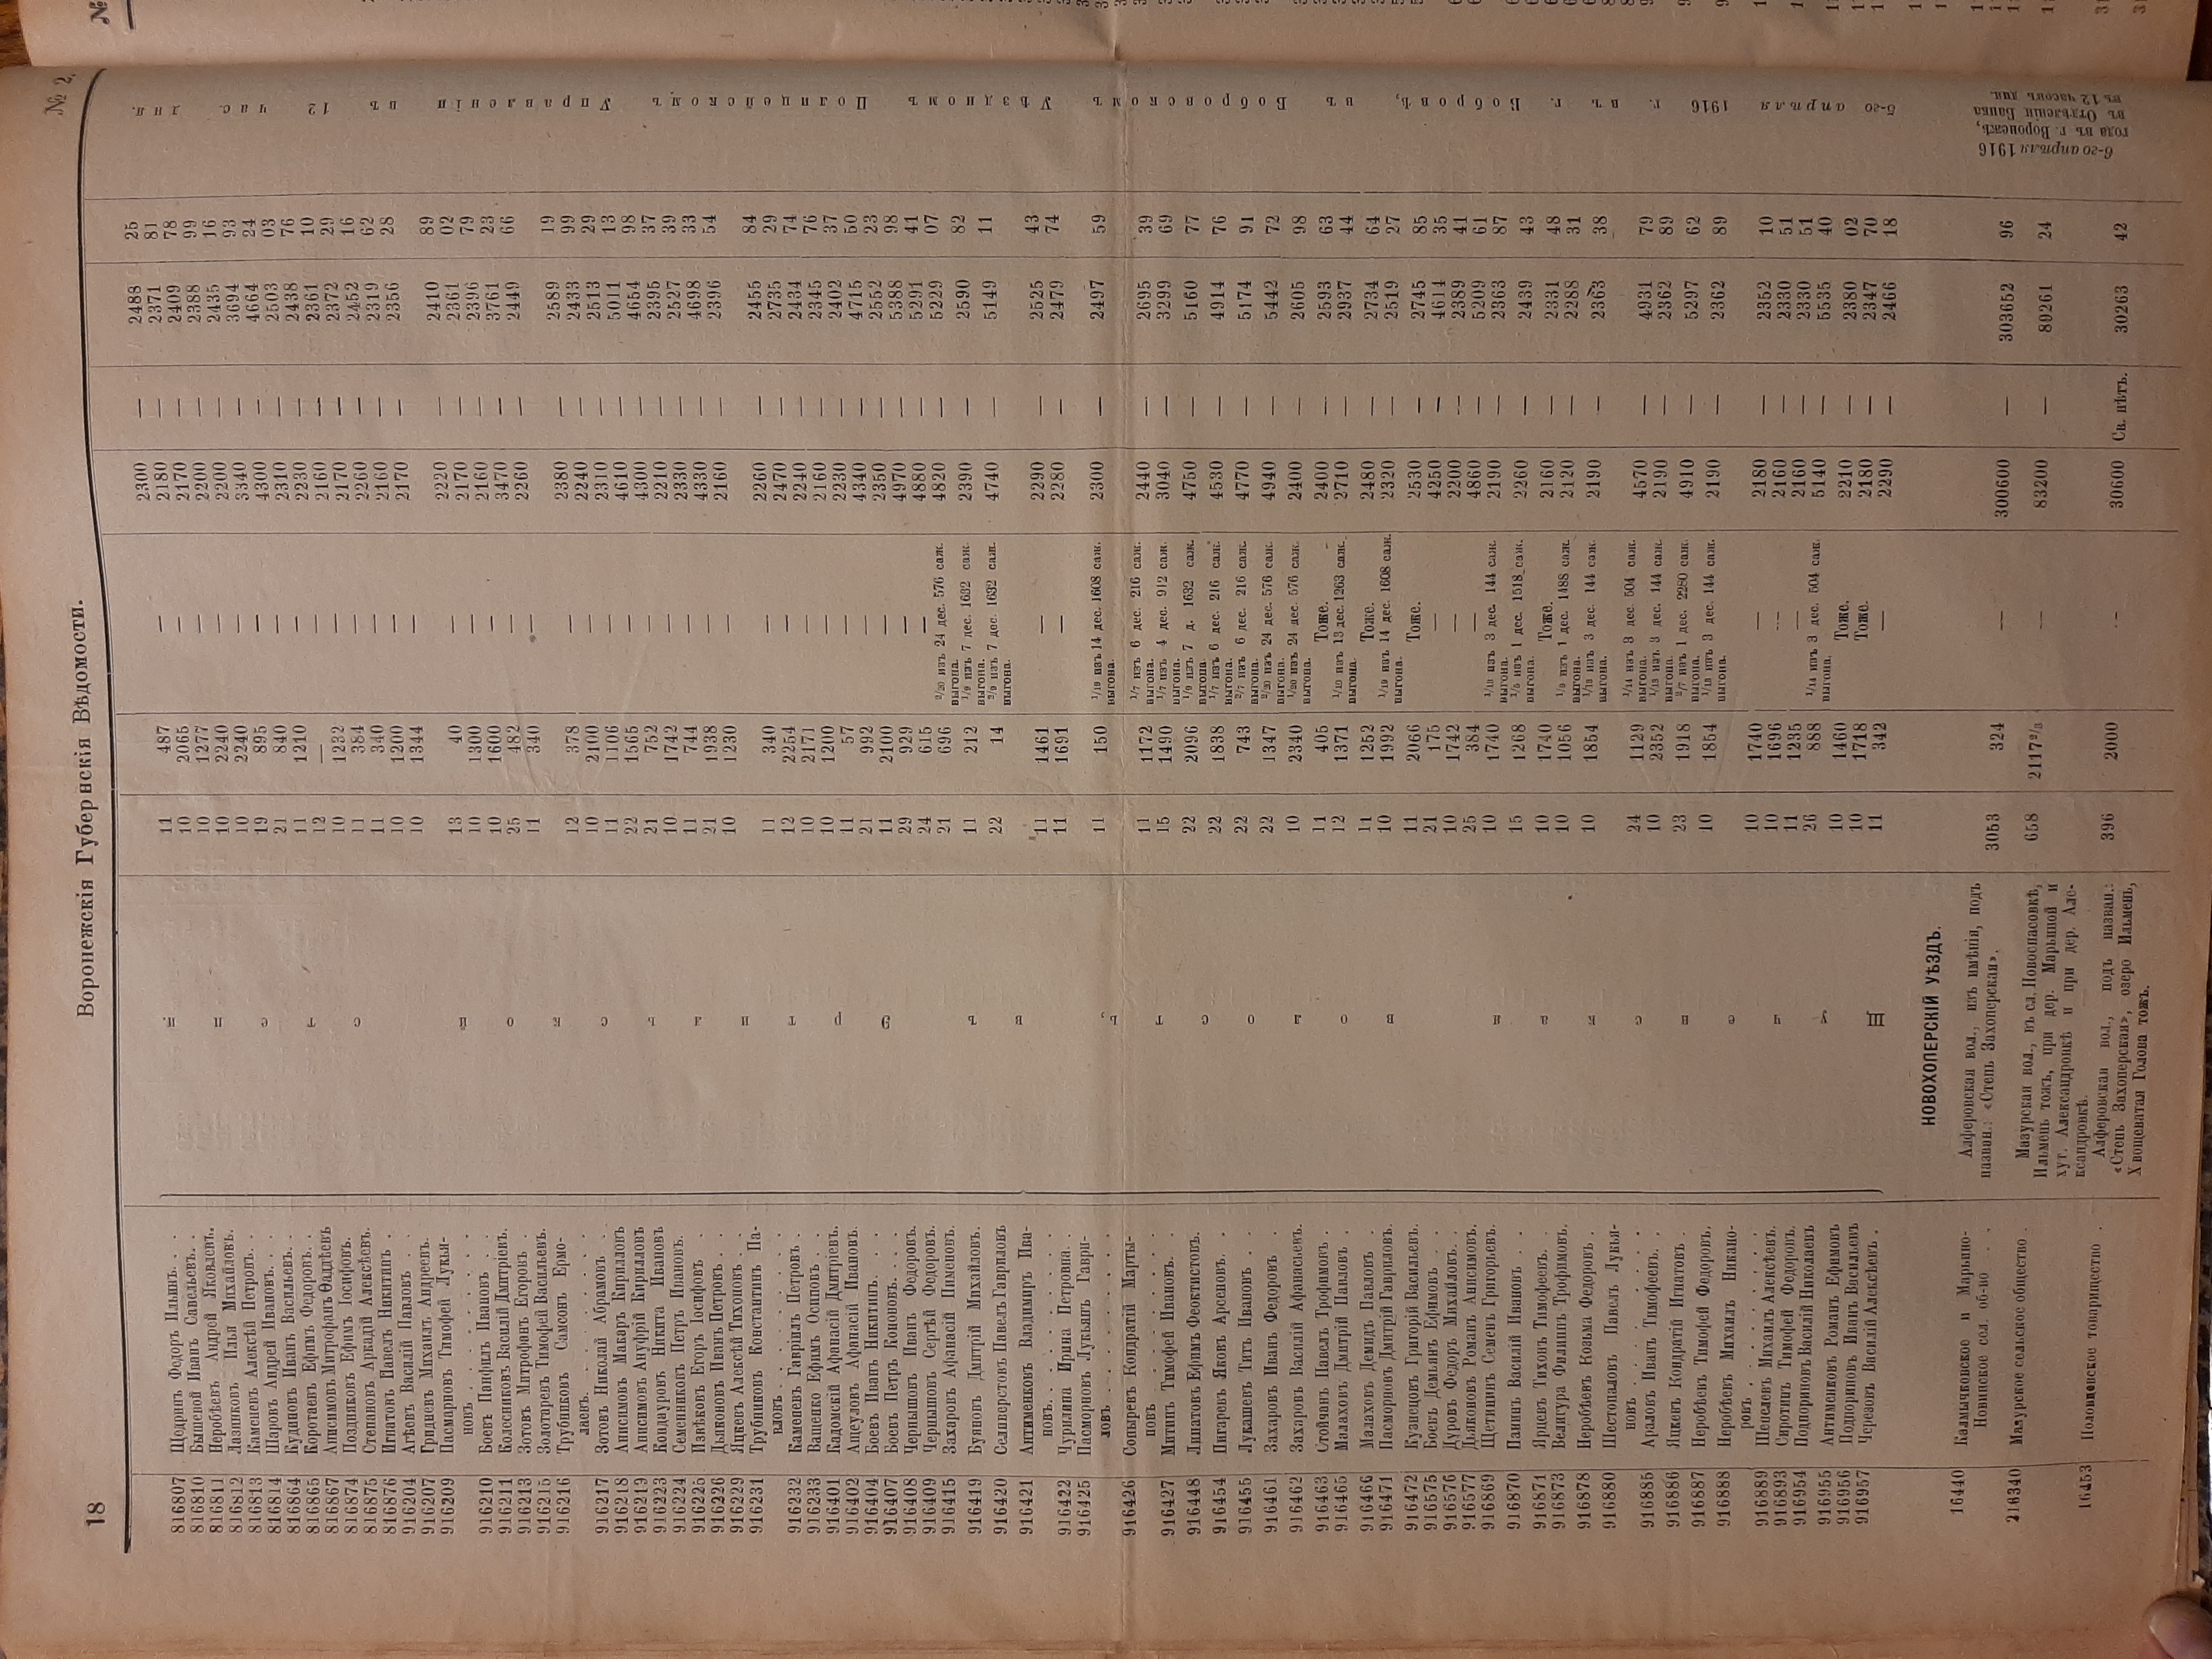 18
Воронежскія Губернскія Вѣдомости.
№ 2.
816807 Щедринъ Федоръ Ильинъ. . . 11 487 — 2300 — 2488 25
816810 Бышевой Иванъ Савельевъ. . 10 2065 — 2180 — 2371 81
816811 Неробѣевъ Андрей Яковлевъ. 10 1277 — 2170 — 2409 78
816812 Лазинковъ Илья Михайловъ. 10 2240 — 2200 — 2388 99
816813 Каменевъ Алексѣй Петровъ. . 10 2240 — 2200 — 2435 16
816814 Шаровъ Андрей Ивановъ. . . 19 895 — 3340 — 3694 93
816864 Кудиновъ Иванъ Васильевъ. . 21 840 — 4300 — 4664 24
816865 Коротаевъ Ефимъ Федоровъ. . 11 1210 — 2310 — 2503 03
816867 Анисимовъ Митрофанъ Ѳаддѣевъ 12 — — 2230 — 2438 76
816874 Поздняковъ Ефимъ Іосифовъ. 10 1232 — 2160 — 2361 10
816875 Степановъ Аркадій Алексѣевъ. 11 384 — 2170 — 2372 29
816876 Игнатовъ Павелъ Никитинъ . 11 340 — 2260 — 2452 16
916204 Агѣевъ Василій Павловъ . . 10 1200 — 2160 — 2319 62
916207 Гридневъ Михаилъ Андреевъ. 10 1344 — 2170 — 2356 28
916209 Пасмарновъ Тимофей Лукья-
новъ . . . . . . . . . 13 40 — 2220 — 2410 89
916210 Боевъ Панфилъ Ивановъ . . 10 1300 — 2170 — 2361 02
916211 Колесниковъ Василій Дмитріевъ. 10 1600 — 2160 — 2396 79
916213 Зотовъ Митрофанъ Егоровъ . 25 482 — 3470 — 3761 23
916215 Золотаревъ Тимофей Васильевъ. 11 340 — 2260 — 2449 66
916216 Трубниковъ Самсонъ Ермо-
лаевъ. . . . . . . . . 12 378 — 2380 — 2589 19
916217 Зотовъ Николай Абрамовъ . 10 2100 — 2240 — 2433 99
916218 Анисимовъ Макаръ Кирилловъ 11 1106 — 2310 — 2513 29
916219 Анисимовъ Ануфрій Кирилловъ 22 1565 — 4610 — 5011 13
916223 Кондауровъ Никита Ивановъ 21 752 — 4300 — 4654 98
916224 Семенниковъ Петръ Ивановъ. 10 1742 — 2210 — 2395 37
916225 Извѣковъ Егоръ Іосифовъ . 11 744 — 2330 — 2527 39
916226 Дьяконовъ Иванъ Петровъ . . 21 1938 — 4330 — 4698 33
916229 Яцкевъ Алексѣй Тихоновъ . . 10 1230 — 2160 — 2396 54
916231 Трубниковъ Константинъ Па-
вловъ . . . . . . . . . 11 340 — 2260 — 2455 84
916232 Каменевъ Гавріилъ Петровъ . 12 2254 — 2470 — 2735 29
916233 Ващенко Ефимъ Осиповъ . . 10 2171 — 2240 — 2434 74
916401 Кадомскій Афанасій Дмитріевъ. 10 1200 — 2160 — 2345 76
916402 Ащеуловъ Афанасій Ивановъ. 11 57 — 2230 — 2402 37
916404 Боевъ Иванъ Никитинъ. . . 21 992 — 4340 — 4715 50
916407 Боевъ Петръ Кононовъ. . . . 11 2100 — 2350 — 2552 23
916408 Чернышовъ Иванъ Федоровъ. 29 929 — 4970 — 5388 98
916409 Чернышовъ Сергѣй Федоровъ. 24 615 — 4880 — 5291 41
916415 Захаровъ Афанасій Пименовъ. 21 696 2/20 изъ 24 дес. 576 саж. выгона. 4820 — 5229 07
916419 Буяновъ Дмитрій Михайловъ. 11 212 1/9 изъ 7 дес. 1632 саж. выгона. 2390 — 2590 82
916420 Селиверстовъ Павелъ Гавриловъ 22 14 2/9 изъ 7 дес. 1632 саж. выгона. 4740 — 5149 11
916421 Антименковъ Владимиръ Ива-
новъ. . . . . . . . . . 11 1461 — 2290 — 2525 43
916422 Чурилина Ирина Петровна. . 11 1691 — 2280 — 2479 74
916425 Пасморновъ Лукьянъ Гаври-
ловъ . . . . . . . . . 11 150 1/19 изъ 14 дес. 1608 саж. выгона. 2300 — 2497 59
916426 Сопыревъ Кондратій Марты-
новъ . . . . . . . . . 11 1172 1/7 изъ 6 дес. 216 саж. выгона. 2440 — 2695 39
916427 Митинъ Тимофей Ивановъ. . 15 1490 1/7 изъ 4 дес. 912 саж. выгона. 3040 — 3299 69
916448 Липатовъ Ефимъ Феоктистовъ. 22 2096 1/9 изъ 7 д. 1632 саж. выгона. 4750 — 5160 77
916454 Пигаревъ Яковъ Арсеновъ. . 22 1838 1/7 изъ 6 дес. 216 саж. выгона. 4530 — 4914 76
916455 Лукашевъ Титъ Ивановъ . . 22 743 2/7 изъ 6 дес. 216 саж. выгона. 4770 — 5174 91
916461 Захаровъ Иванъ Федоровъ . 22 1347 2/20 изъ 24 дес. 576 саж. выгона. 4940 — 5442 72
916462 Захаровъ Василій Афанасьевъ. 10 2340 1/20 изъ 24 дес. 576 саж. выгона. 2400 — 2605 98
916463 Стойчанъ Павелъ Трофимовъ . 11 405 Тоже. 2400 — 2593 63
916465 Малаховъ Дмитрій Павловъ . 12 1371 1/10 изъ 13 дес. 1263 саж. выгона. 2710 — 2937 44
916466 Малаховъ Демидъ Павловъ . 11 1252 Тоже. 2480 — 2734 64
916471 Пасморновъ Дмитрій Гавриловъ. 10 1992 1/19 изъ 14 дес. 1608 саж. выгона. 2320 — 2519 27
916472 Кузнецовъ Григорій Васильевъ. 11 2066 Тоже. 2530 — 2745 85
916575 Боевъ Демьянъ Ефимовъ . . 21 175 — 4250 — 4614 35
916576 Дуровъ Федоръ Михайловъ. . 10 1742 — 2200 — 2389 41
916577 Дьяконовъ Романъ Анисимовъ. 25 384 — 4860 — 5209 61
916869 Щетининъ Семенъ Григорьевъ. 10 1740 1/13 изъ 3 дес. 144 саж. выгона. 2190 — 2363 87
916870 Панинъ Василій Ивановъ . . 15 1268 1/5 изъ 1 дес. 1518 саж. выгона. 2260 — 2439 43
916871 Ярцевъ Тихонъ Тимофеевъ. . 10 1740 Тоже. 2160 — 2331 48
916873 Велигура Филиппъ Трофимовъ. 10 1056 1/9 изъ 1 дес. 1488 саж. выгона. 2120 — 2288 31
916878 Неробѣевъ Козьма Федоровъ . 10 1854 1/13 изъ 3 дес. 144 саж. выгона. 2190 — 2363 38
916880 Шестопаловъ Павелъ Лукья-
новъ . . . . . . . . . 24 1129 1/14 изъ 3 дес. 504 саж. выгона. 4570 — 4931 79
916885 Араловъ Иванъ Тимофеевъ. . 10 2352 1/13 изъ 3 дес. 144 саж. выгона. 2190 — 2362 89
916886 Яцкевъ Кондратій Игнатовъ . 23 1918 2/7 изъ 1 дес. 2280 саж. выгона. 4910 — 5297 62
916887 Неробѣевъ Тимофей Федоровъ. 10 1854 1/13 изъ 3 дес. 144 саж. выгона. 2190 — 2362 89
916888 Неробѣевъ Михаилъ Никано-
ровъ . . . . . . . . 10 1740 — 2180 — 2352 10
916889 Шепелевъ Михаилъ Алексѣевъ. 10 1696 — 2160 — 2330 51
916893 Сиротинъ Тимофей Федоровъ. 11 1235 — 2160 — 2330 51
916954 Подпориновъ Василій Николаевъ 26 888 1/14 изъ 3 дес. 504 саж. выгона. 5140 — 5535 40
916955 Антименковъ Романъ Ефимовъ 10 1460 Тоже. 2210 — 2380 02
916956 Подпориновъ Иванъ Васильевъ 10 1718 Тоже. 2180 — 2347 70
916957 Черезовъ Василій Алексѣевъ . 11 342 — 2290 — 2466 18
Щученская волость, въ Эртильской степи.
5-го апрѣля 1916 г. въ г. Бобровѣ, въ Бобровскомъ Уѣздномъ Полицейскомъ Управленіи въ 12 час. дня.
НОВОХОПЕРСКІЙ УѢЗДЪ.
16440 Калмычковское и Марьино-
Новинское сел. об-во . .
Алферовская вол., изъ имѣнія, подъ
назван.: «Степь Захоперская».
3053 324 — 300600 — 303652 96
216340 Мазурское сельское общество .
Мазурская вол., въ сл. Новоспасовкѣ,
Ильмень тожъ, при дер. Марьиной и
хут. Александровкѣ и при дер. Але-
ксандровкѣ.
658 2117 2/3 — 83200 — 89261 24
16453 Половцевское товарищество .
Алферовская вол., подъ назван.:
«Степь Захоперская», озеро Ильмень,
Хвощеватая Голова тожъ.
396 2000 — 30600 Св. нѣтъ. 30263 42
6-го апрѣля 1916
года въ г. Воронежѣ,
въ Отдѣленіи Банка
въ 12 часовъ дня.
№